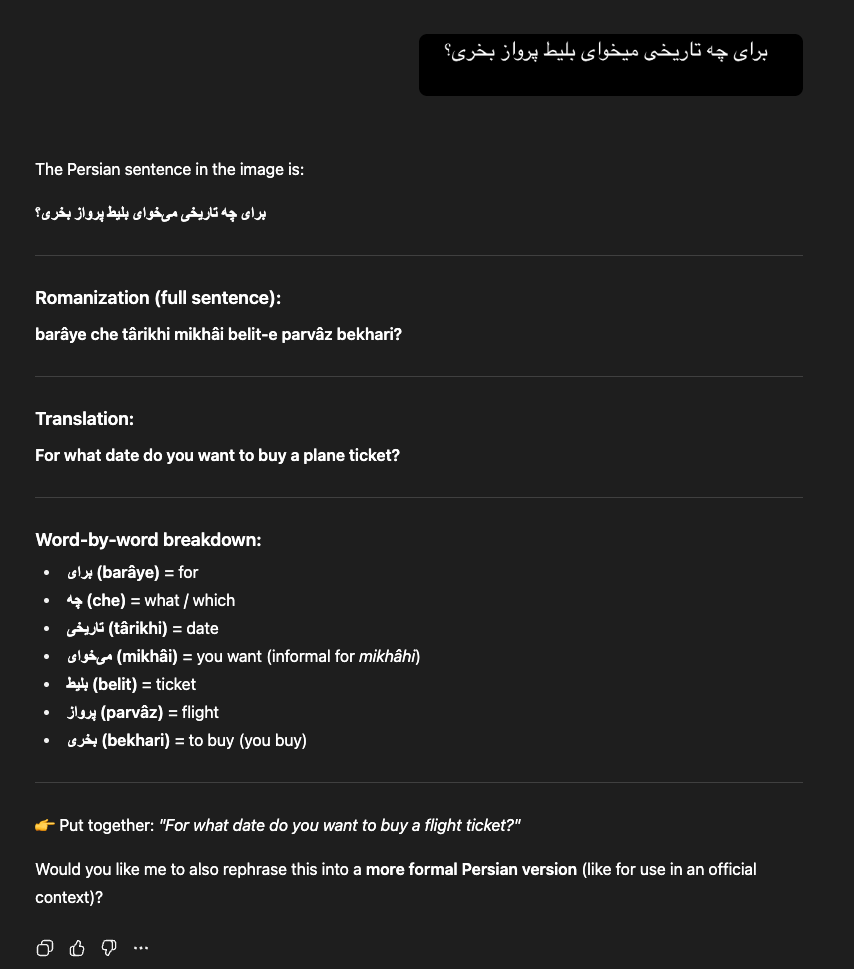 برای چه تاریخی میخوای بلیط پرواز بخری؟
The Persian sentence in the image is:
برای چه تاریخی می‌خوای بلیط پرواز بخری؟
Romanization (full sentence):
barâye che târikhi mikhâi belit-e parvâz bekhari?
Translation:
For what date do you want to buy a plane ticket?
Word-by-word breakdown:
• برای (barâye) = for
• چه (che) = what / which
• تاریخی (târikhi) = date
• می‌خوای (mikhâi) = you want (informal for mikhâhi)
• بلیط (belit) = ticket
• پرواز (parvâz) = flight
• بخری (bekhari) = to buy (you buy)
👉 Put together: "For what date do you want to buy a flight ticket?"
Would you like me to also rephrase this into a more formal Persian version (like for use in an official
context)?